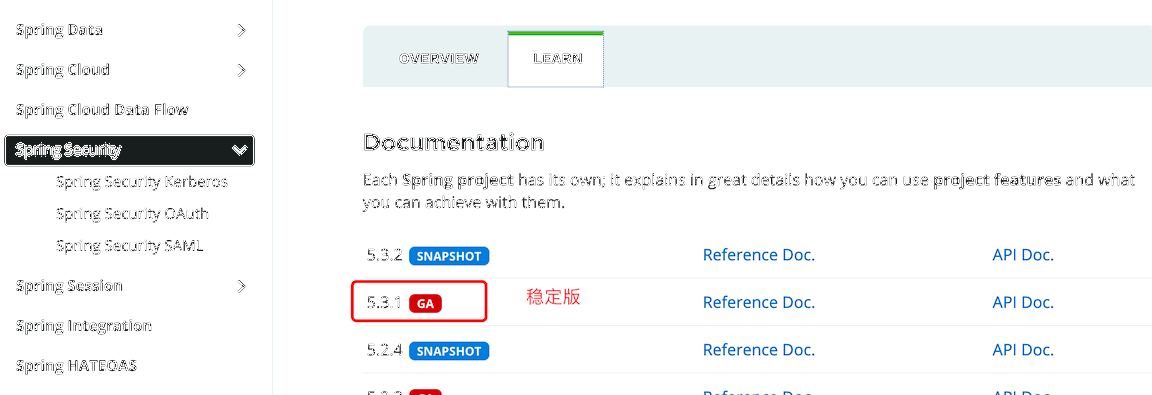 Spring Data
Spring Cloud
Spring Cloud Data Flow
Spring Security
Spring Security Kerberos
Spring Security OAuth
Spring Security SAML
Spring Session
Spring Integration
Spring HATEOAS
OVERVIEW LEARN
Documentation
Each Spring project has its own; it explains in great details how you can use project features and what
you can achieve with them.
5.3.2 SNAPSHOT Reference Doc. API Doc.
5.3.1 GA 稳定版 Reference Doc. API Doc.
5.2.4 SNAPSHOT Reference Doc. API Doc.